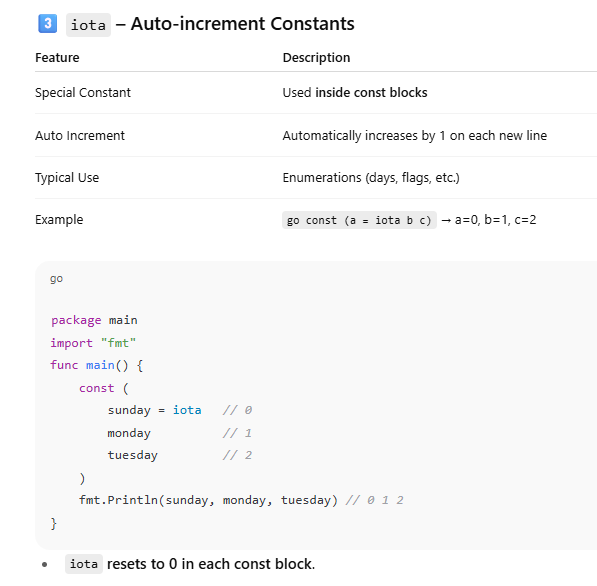 3 iota – Auto-increment Constants
Feature Description
Special Constant Used inside const blocks
Auto Increment Automatically increases by 1 on each new line
Typical Use Enumerations (days, flags, etc.)
Example go const (a = iota b c) → a=0, b=1, c=2
go
package main
import "fmt"
func main() {
    const (
        sunday = iota   // 0
        monday          // 1
        tuesday         // 2
    )
    fmt.Println(sunday, monday, tuesday) // 0 1 2
}
• iota resets to 0 in each const block.